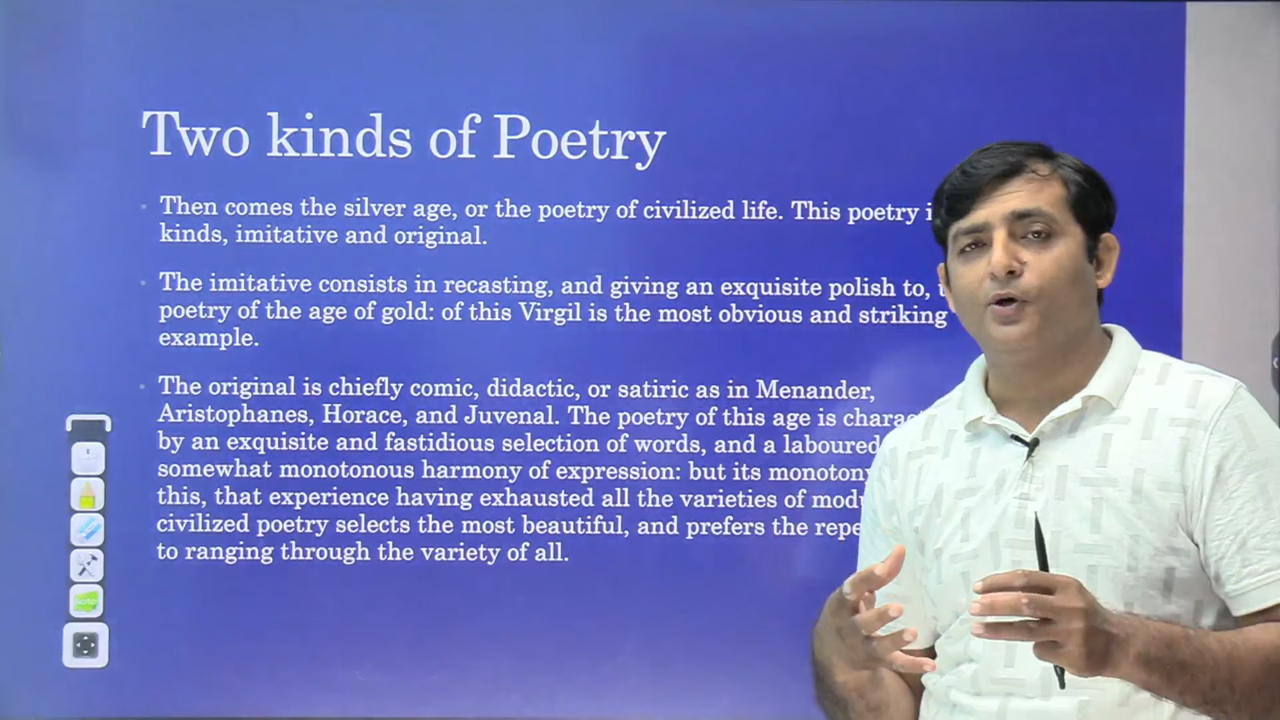 Two kinds of Poetry
Then comes the silver age, or the poetry of civilized life. This poetry
kinds, imitative and original.
The imitative consists in recasting, and giving an exquisite polish to,
poetry of the age of gold: of this Virgil is the most obvious and striking
example.
The original is chiefly comic, didactic, or satiric as in Menander,
Aristophanes, Horace, and Juvenal. The poetry of this age is
by an exquisite and fastidious selection of words, and a laboured
somewhat monotonous harmony of expression: but its
this, that experience having exhausted all the varieties of
civilized poetry selects the most beautiful, and prefers the
to ranging through the variety of all.